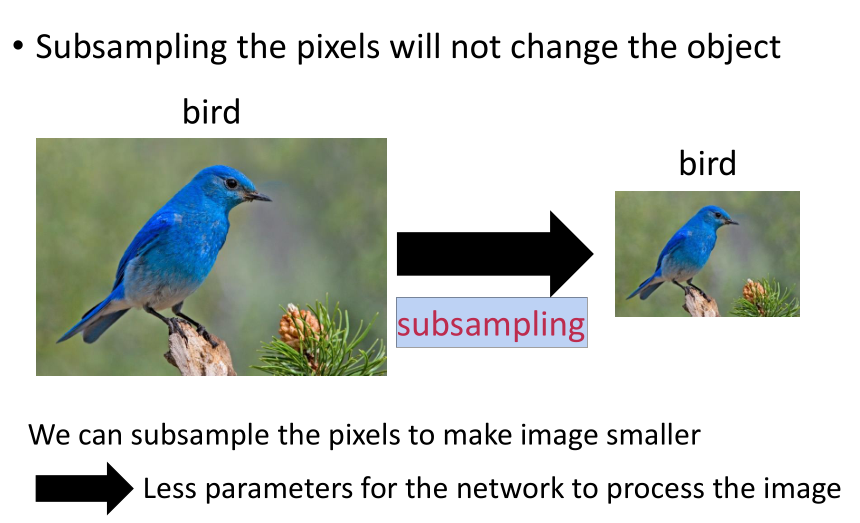 • Subsampling the pixels will not change the object
bird
bird
subsampling
We can subsample the pixels to make image smaller
Less parameters for the network to process the image